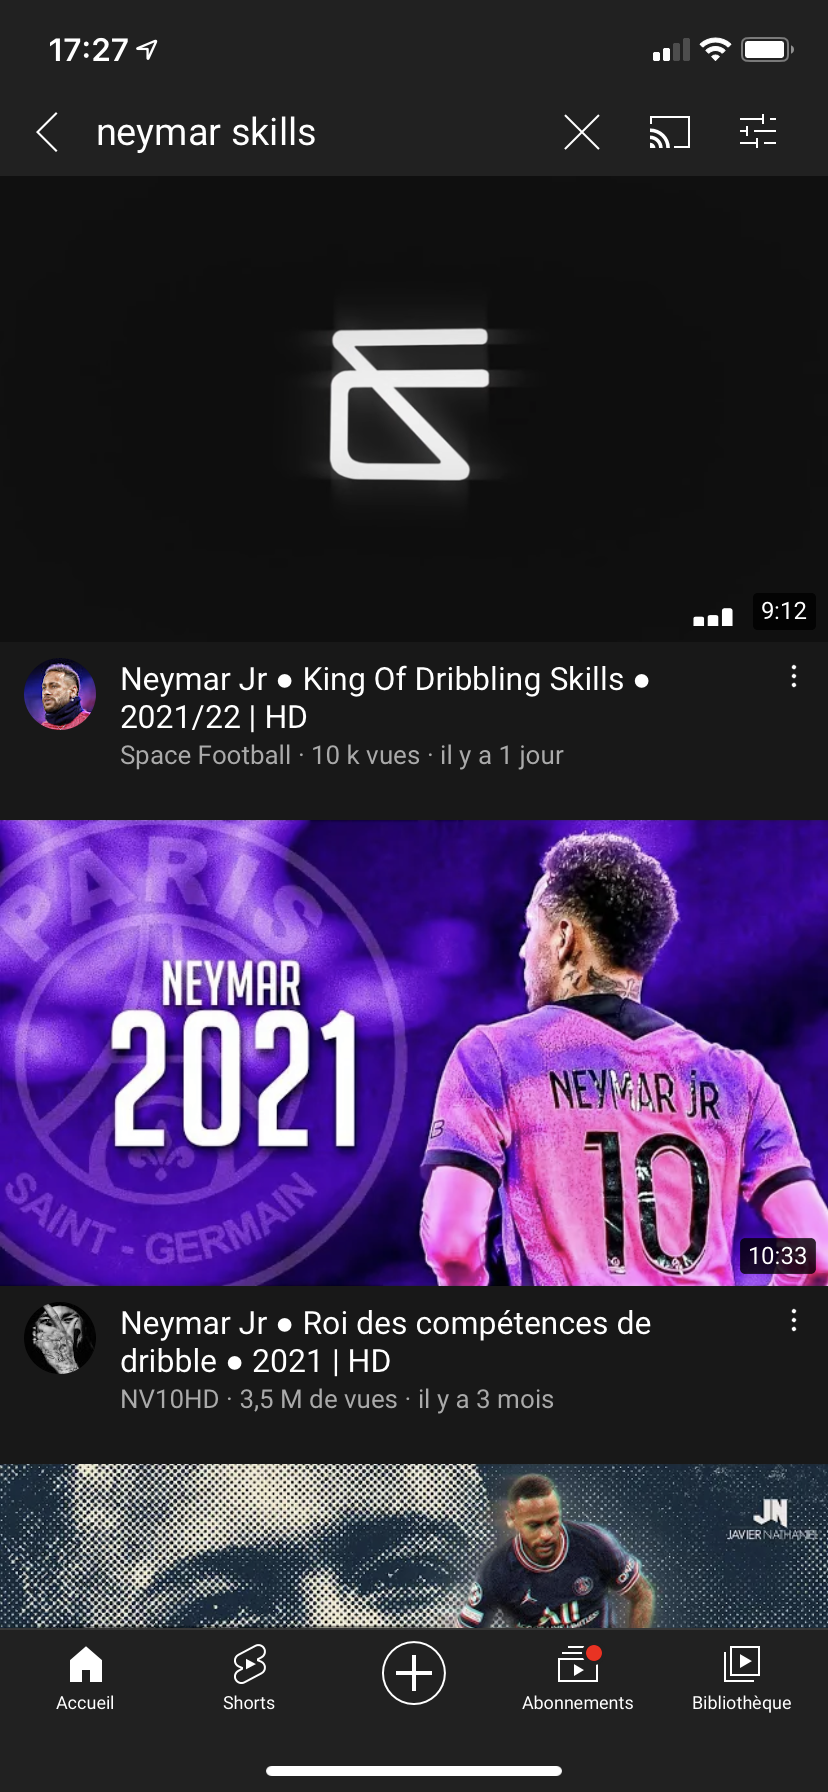 17:27
neymar skills
9:12
Neymar Jr ● King Of Dribbling Skills ●
2021/22 | HD
Space Football · 10 k vues · il y a 1 jour
PARIS
NEYMAR
2021
SAINT - GERMAIN
NEYMAR JR
10
10:33
Neymar Jr ● Roi des compétences de
dribble ● 2021 | HD
NV10HD · 3,5 M de vues · il y a 3 mois
JN
JAVIER NATHANIEL
ALL
Accueil
Shorts
Abonnements
Bibliothèque